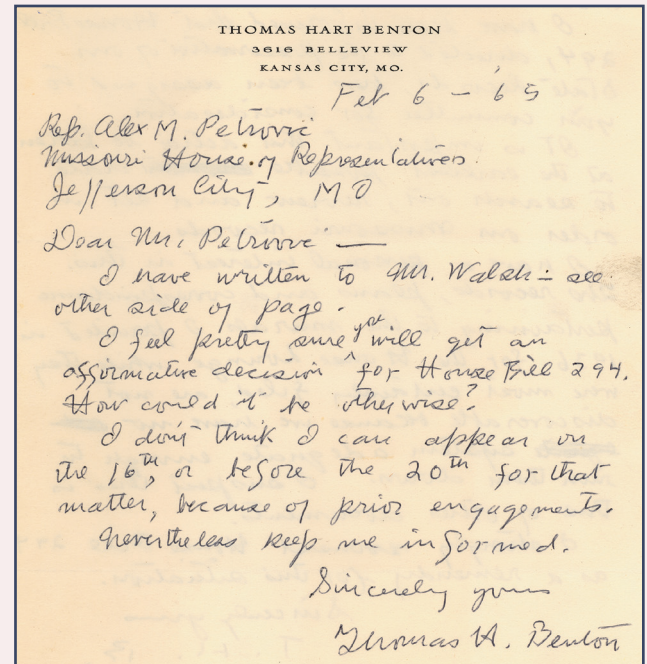 THOMAS HART BENTON
3616 BELLEVIEW
KANSAS CITY, MO.
Feb 6 - '65
Rep. Alex M. Petrovic
Missouri House of Representatives
Jefferson City, MO
Dear Mr. Petrovic —
I have written to Mr. Walsh - see
other side of page.
I feel pretty sure you will get an
affirmative decision for House Bill 294.
How could it be otherwise?
I don't think I can appear on
the 16th, or before the 20th for that
matter, because of prior engagements.
Nevertheless keep me informed.
Sincerely yours
Thomas H. Benton